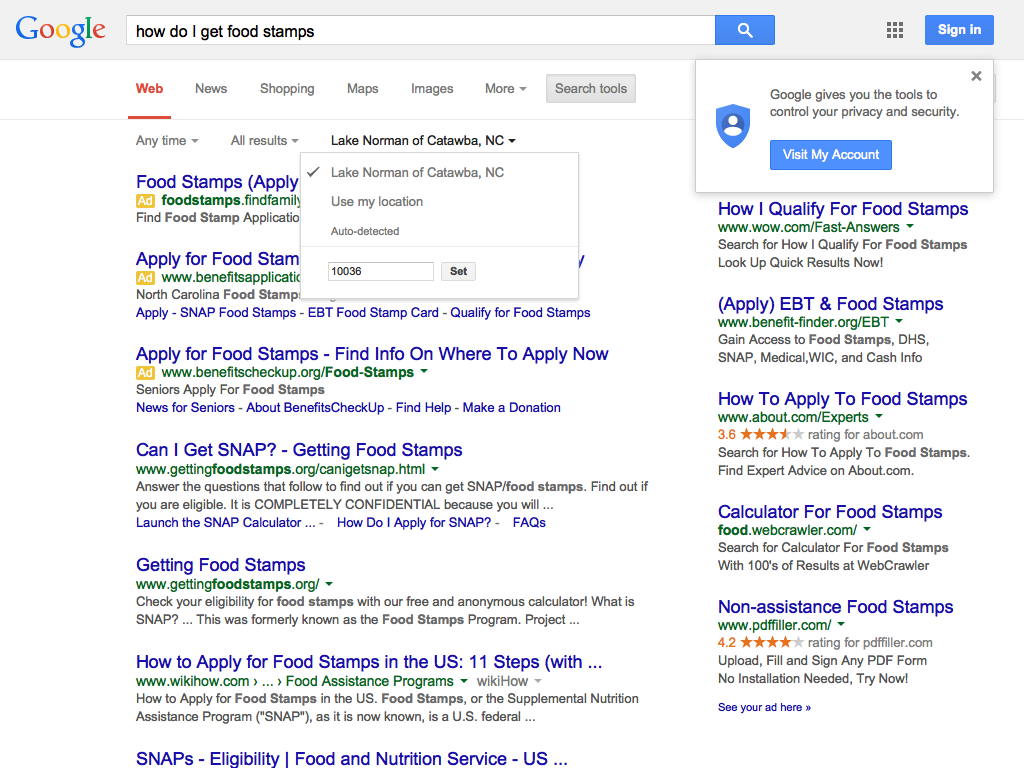 Google
how do I get food stamps
Sign in
Web News Shopping Maps Images More Search tools
Google gives you the tools to
control your privacy and security.
Visit My Account
Any time All results Lake Norman of Catawba, NC
Lake Norman of Catawba, NC
Use my location
Auto-detected
10036 Set
Food Stamps (Apply
Ad foodstamps.findfamily
Find Food Stamp Applicatio
Apply for Food Stam
Ad www.benefitsapplicatio
North Carolina Food Stamps
Apply - SNAP Food Stamps - EBT Food Stamp Card - Qualify for Food Stamps
Apply for Food Stamps - Find Info On Where To Apply Now
Ad www.benefitscheckup.org/Food-Stamps
Seniors Apply For Food Stamps
News for Seniors - About BenefitsCheckUp - Find Help - Make a Donation
Can I Get SNAP? - Getting Food Stamps
www.gettingfoodstamps.org/canigetsnap.html
Answer the questions that follow to find out if you can get SNAP/food stamps. Find out if
you are eligible. It is COMPLETELY CONFIDENTIAL because you will ...
Launch the SNAP Calculator ... - How Do I Apply for SNAP? - FAQs
Getting Food Stamps
www.gettingfoodstamps.org/
Check your eligibility for food stamps with our free and anonymous calculator! What is
SNAP? ... This was formerly known as the Food Stamps Program. Project ...
How to Apply for Food Stamps in the US: 11 Steps (with ...
www.wikihow.com › ... › Food Assistance Programs wikiHow
How to Apply for Food Stamps in the US. Food Stamps, or the Supplemental Nutrition
Assistance Program ("SNAP"), as it is now known, is a U.S. federal ...
SNAPs - Eligibility | Food and Nutrition Service - US ...
How I Qualify For Food Stamps
www.wow.com/Fast-Answers
Search for How I Qualify For Food Stamps
Look Up Quick Results Now!
(Apply) EBT & Food Stamps
www.benefit-finder.org/EBT
Gain Access to Food Stamps, DHS,
SNAP, Medical,WIC, and Cash Info
How To Apply To Food Stamps
www.about.com/Experts
3.6 rating for about.com
Search for How To Apply To Food Stamps.
Find Expert Advice on About.com.
Calculator For Food Stamps
food.webcrawler.com/
Search for Calculator For Food Stamps
With 100's of Results at WebCrawler
Non-assistance Food Stamps
www.pdffiller.com/
4.2 rating for pdffiller.com
Upload, Fill and Sign Any PDF Form
No Installation Needed, Try Now!
See your ad here »